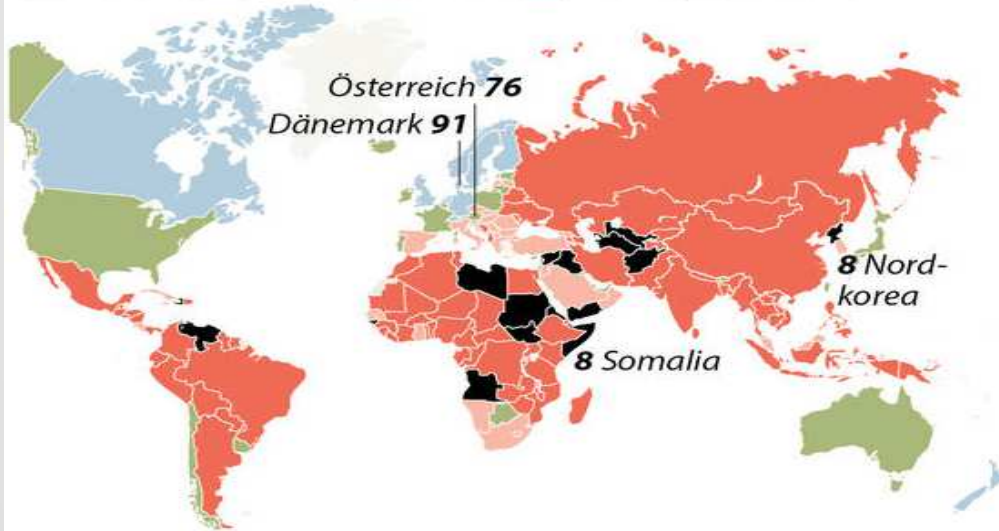 Österreich 76
Dänemark 91
8 Nord-
korea
8 Somalia